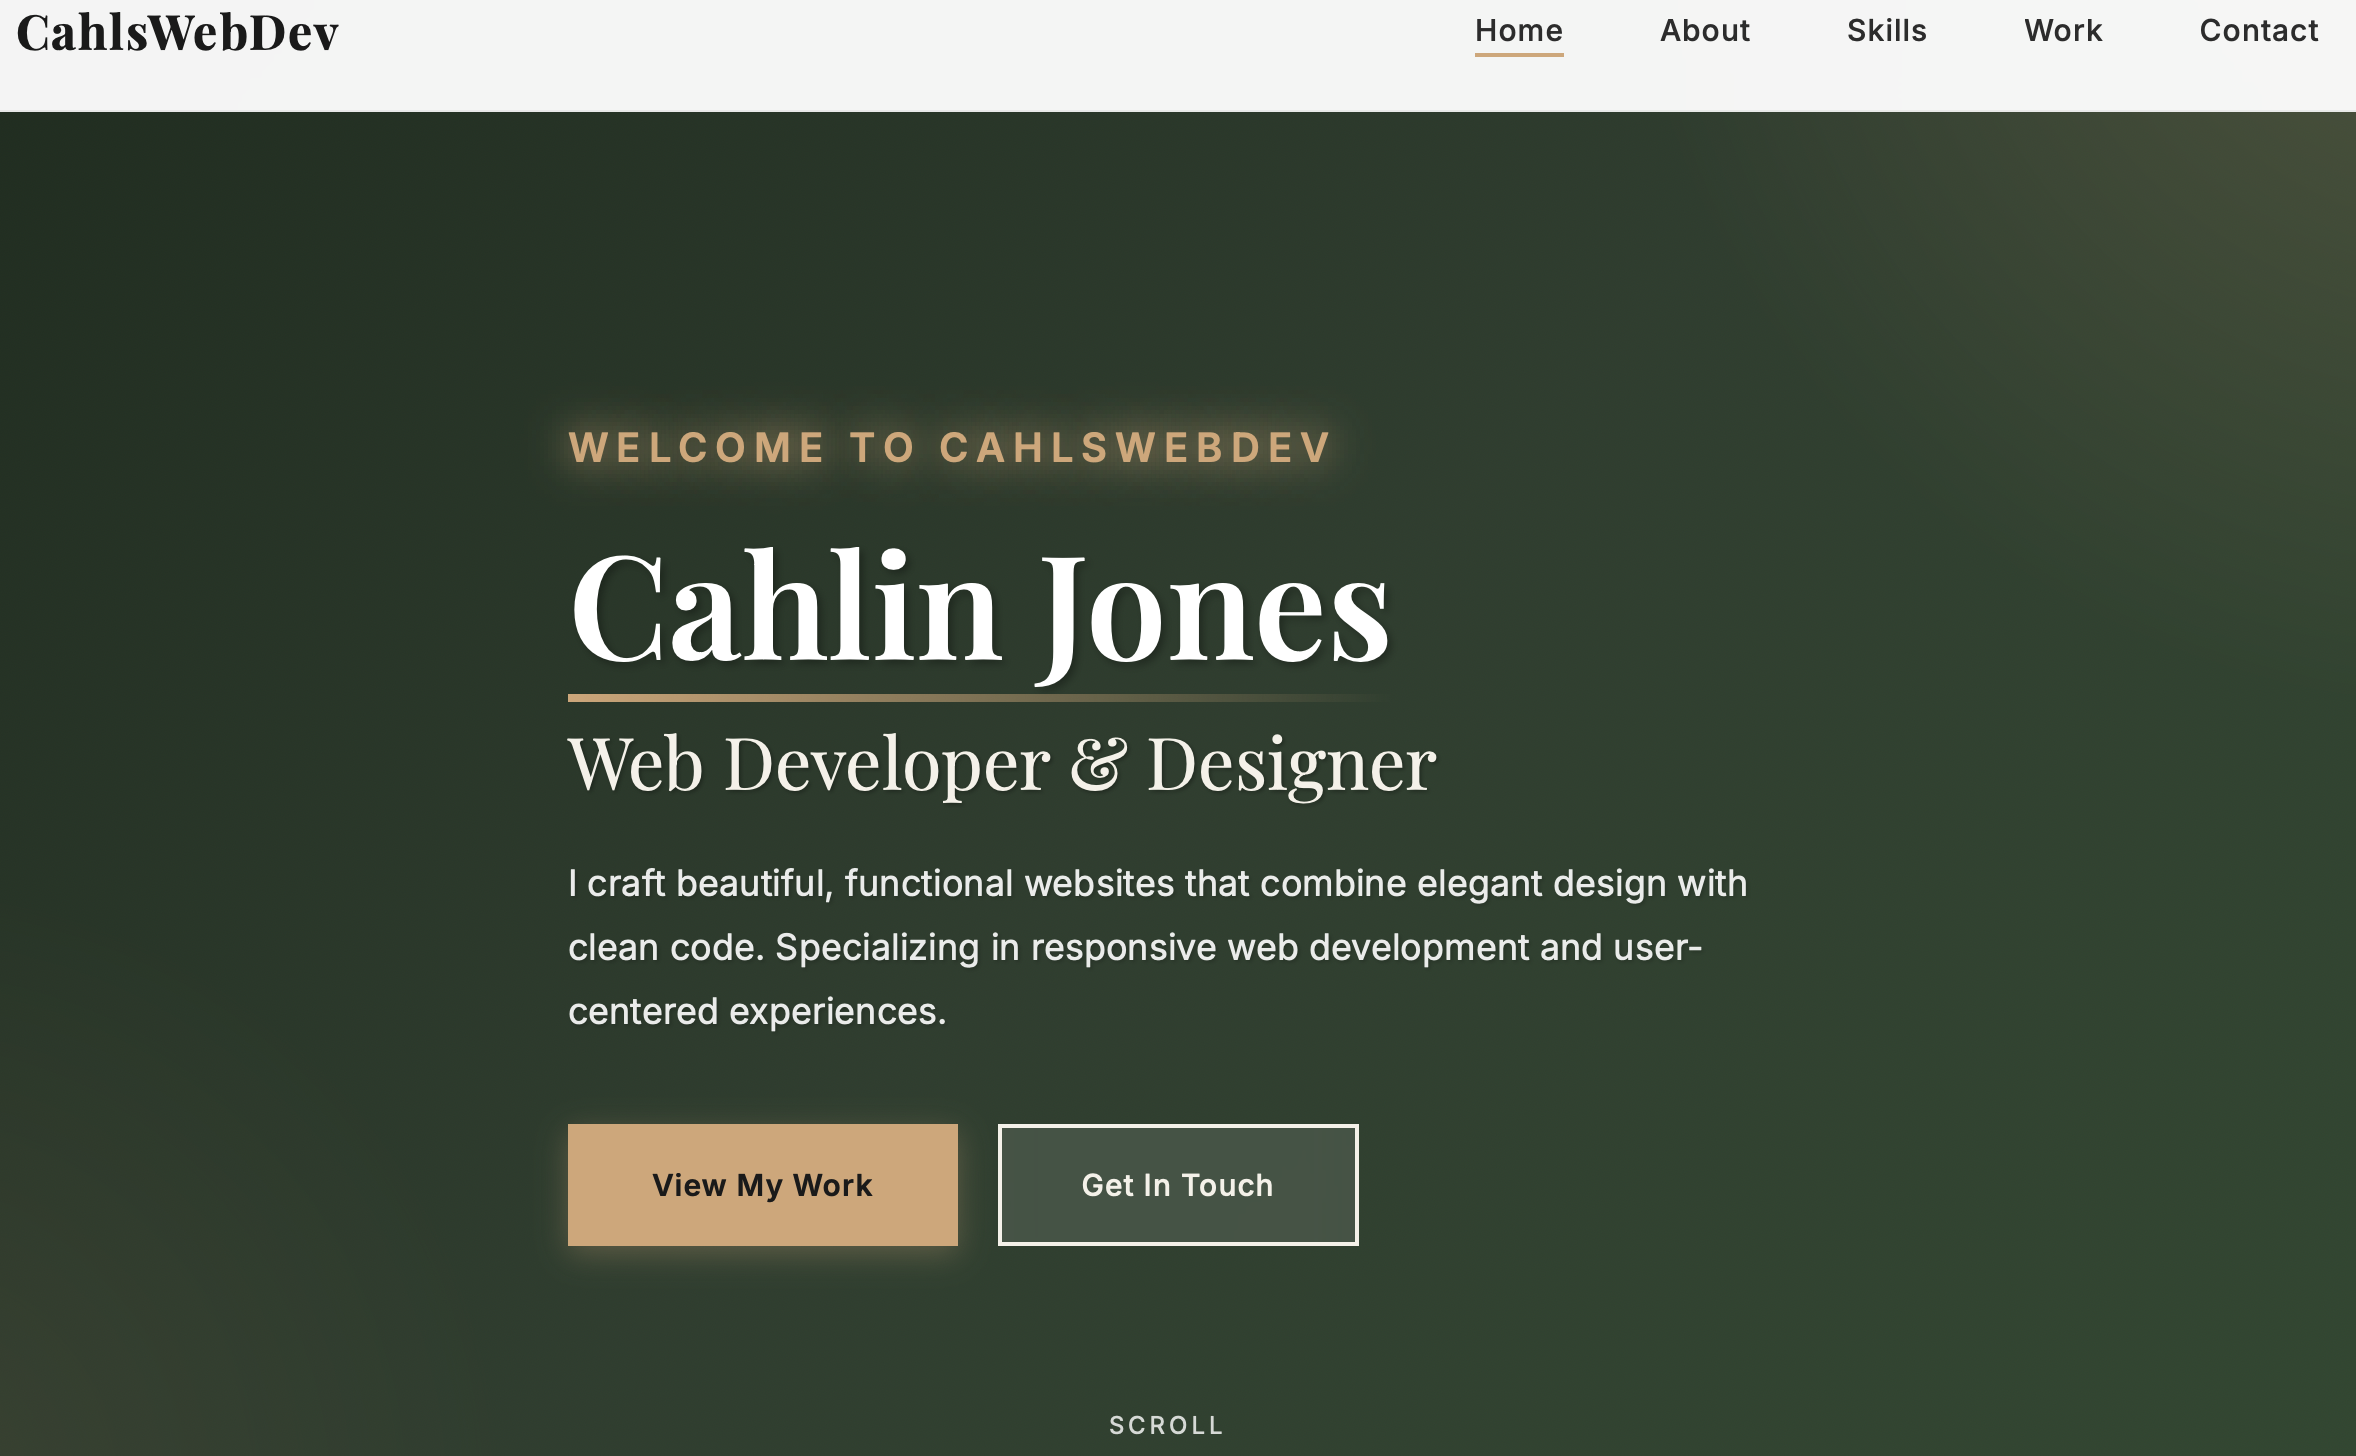 CahlsWebDev
Home About Skills Work Contact
WELCOME TO CAHLSWEBDEV
Cahlin Jones
Web Developer & Designer
I craft beautiful, functional websites that combine elegant design with
clean code. Specializing in responsive web development and user-
centered experiences.
View My Work Get In Touch
SCROLL